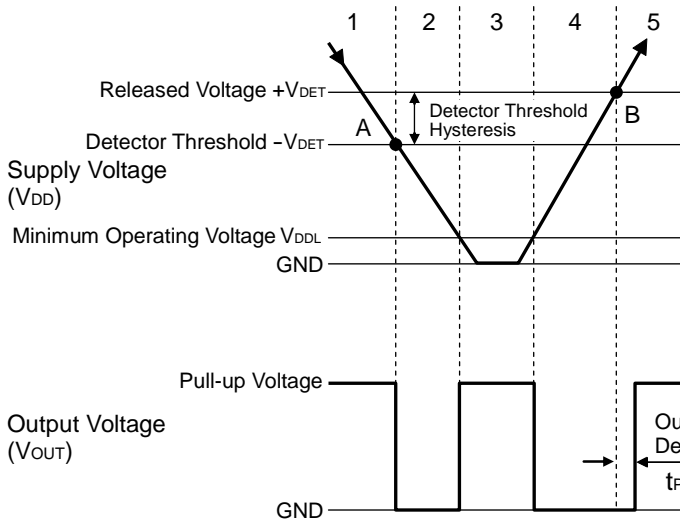 1 2 3 4 5
Released Voltage +VDET
Detector Threshold
Hysteresis
A
B
Detector Threshold –VDET
Supply Voltage
(VDD)
Minimum Operating Voltage VDDL
GND
Pull-up Voltage
Output Voltage
(VOUT)
GND